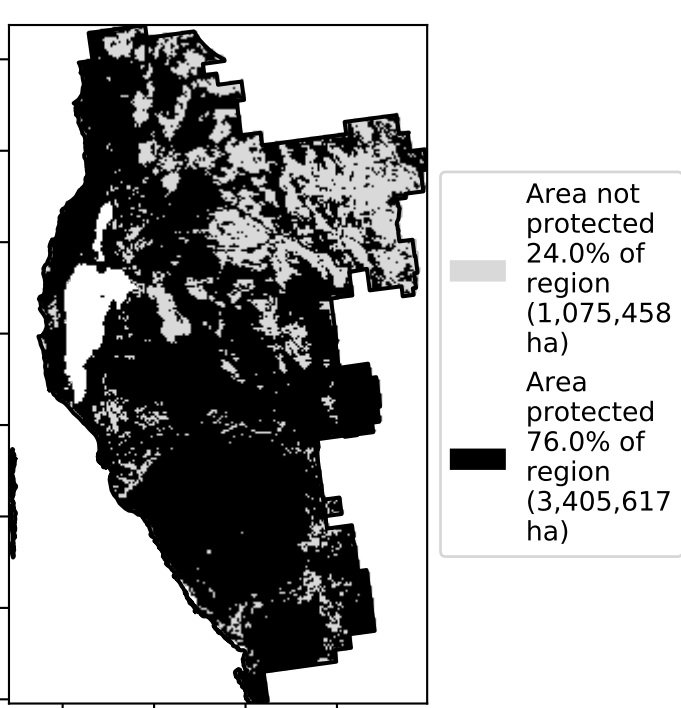 Area not
protected
24.0% of
region
(1,075,458
ha)
Area
protected
76.0% of
region
(3,405,617
ha)